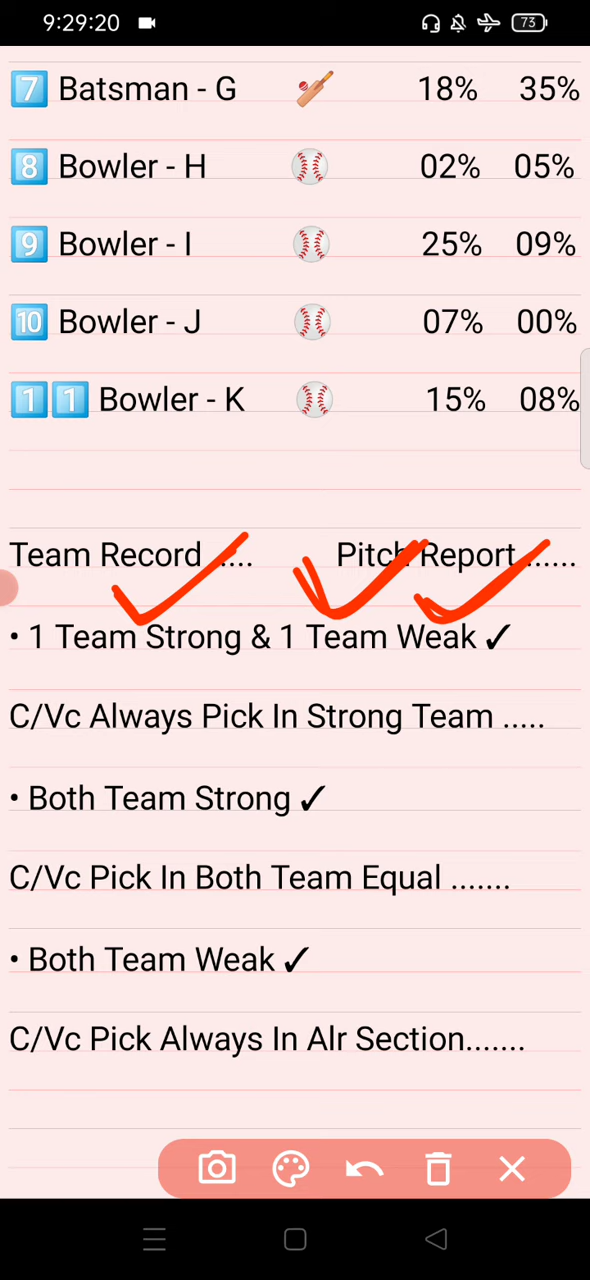 9:29:20 73
7 Batsman - G 🏏 18% 35%
8 Bowler - H ⚾ 02% 05%
9 Bowler - I ⚾ 25% 09%
10 Bowler - J ⚾ 07% 00%
1 1 Bowler - K ⚾ 15% 08%
Team Record ..... Pitch Report ......
• 1 Team Strong & 1 Team Weak ✓
C/Vc Always Pick In Strong Team .....
• Both Team Strong ✓
C/Vc Pick In Both Team Equal .......
• Both Team Weak ✓
C/Vc Pick Always In Alr Section.......